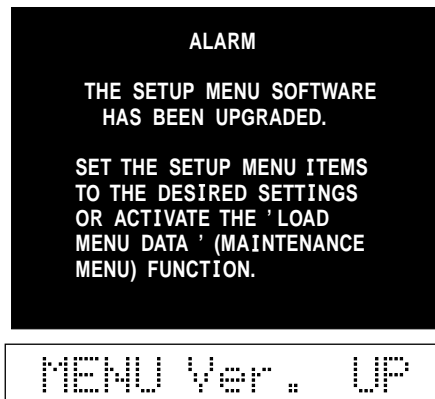 ALARM
THE SETUP MENU SOFTWARE
HAS BEEN UPGRADED.
SET THE SETUP MENU ITEMS
TO THE DESIRED SETTINGS
OR ACTIVATE THE ' LOAD
MENU DATA ' (MAINTENANCE
MENU) FUNCTION.
MENU Ver. UP